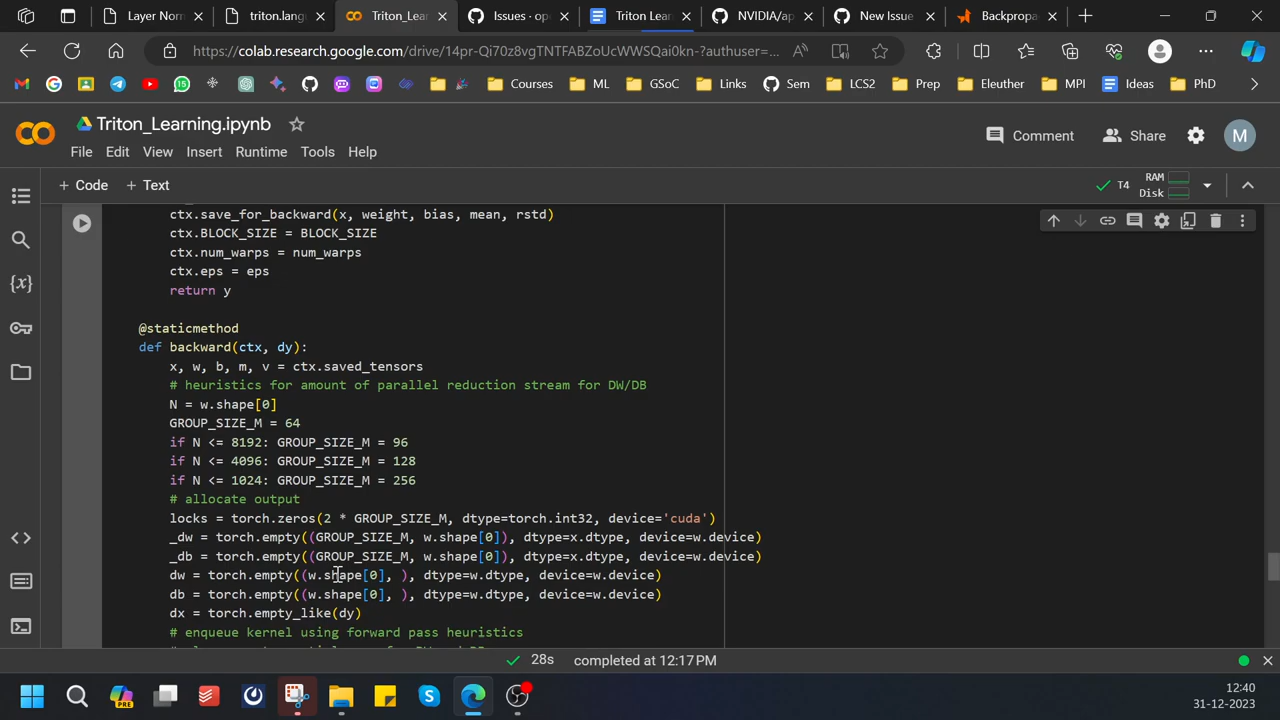 Layer Norn
triton.lang
Triton_Lea
Issues · ope
Triton Lear
NVIDIA/ap
New Issue
Backpropa
https://colab.research.google.com/drive/14pr-Qi70z8vgTNTFABZoUcWWSQai0kn-?authuser=...
Courses
ML
GSoC
Links
Sem
LCS2
Prep
Eleuther
MPI
Ideas
PhD
Triton_Learning.ipynb
Comment
Share
M
File Edit View Insert Runtime Tools Help
+ Code + Text
T4
RAM
Disk
ctx.save_for_backward(x, weight, bias, mean, rstd)
ctx.BLOCK_SIZE = BLOCK_SIZE
ctx.num_warps = num_warps
ctx.eps = eps
return y
@staticmethod
def backward(ctx, dy):
x, w, b, m, v = ctx.saved_tensors
# heuristics for amount of parallel reduction stream for DW/DB
N = w.shape[0]
GROUP_SIZE_M = 64
if N <= 8192: GROUP_SIZE_M = 96
if N <= 4096: GROUP_SIZE_M = 128
if N <= 1024: GROUP_SIZE_M = 256
# allocate output
locks = torch.zeros(2 * GROUP_SIZE_M, dtype=torch.int32, device='cuda')
_dw = torch.empty((GROUP_SIZE_M, w.shape[0]), dtype=x.dtype, device=w.device)
_db = torch.empty((GROUP_SIZE_M, w.shape[0]), dtype=x.dtype, device=w.device)
dw = torch.empty((w.shape[0], ), dtype=w.dtype, device=w.device)
db = torch.empty((w.shape[0], ), dtype=w.dtype, device=w.device)
dx = torch.empty_like(dy)
# enqueue kernel using forward pass heuristics
28s completed at 12:17 PM
PRE
12:40
31-12-2023